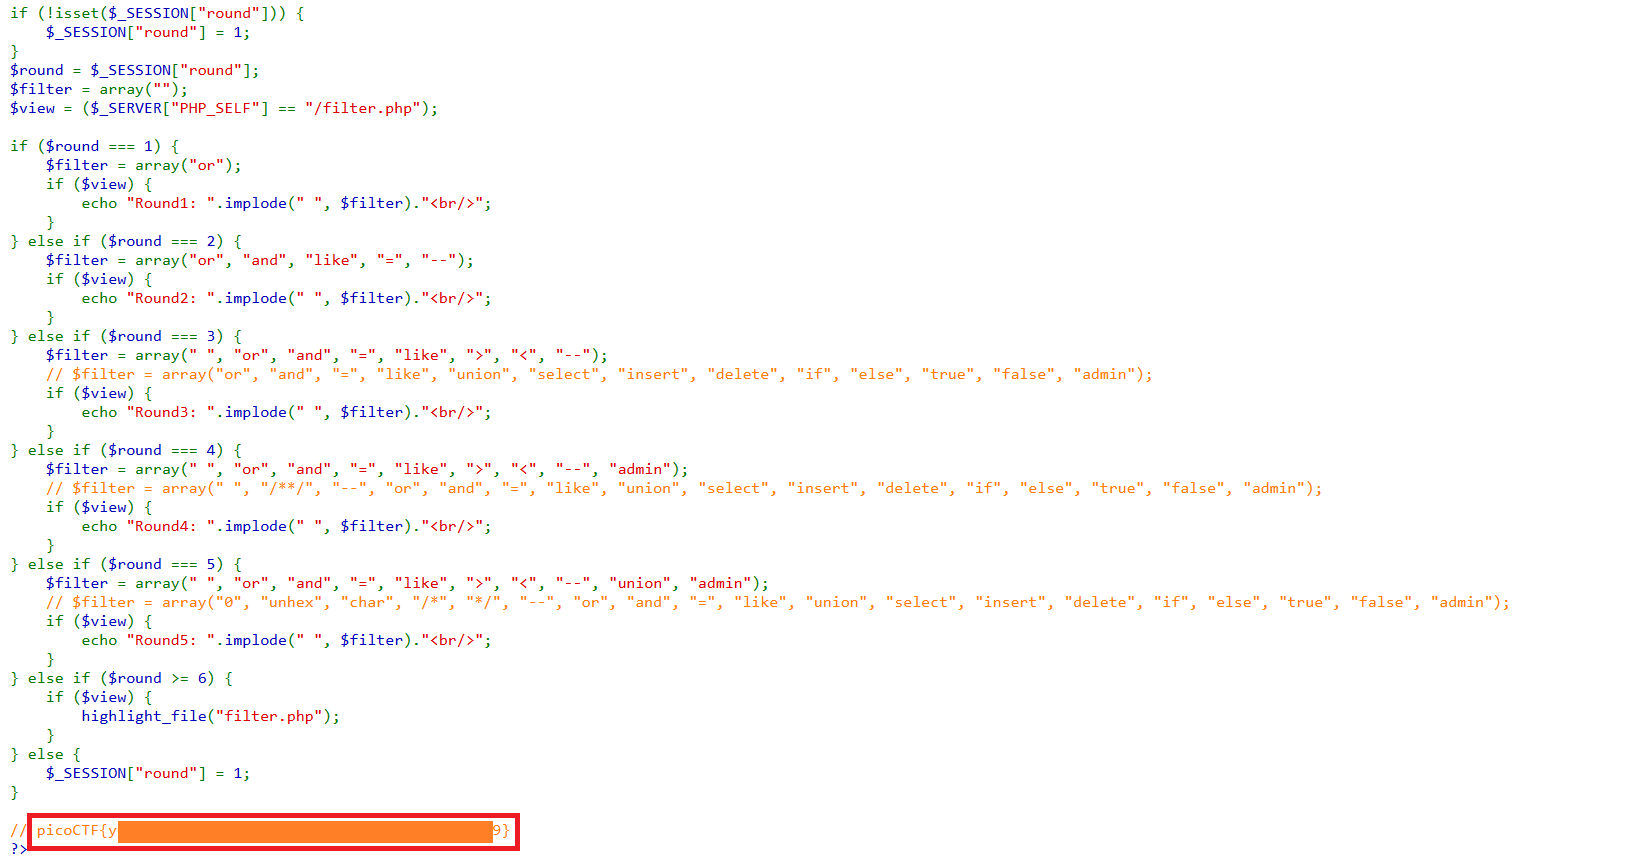 if (!isset($_SESSION["round"])) {
    $_SESSION["round"] = 1;
}
$round = $_SESSION["round"];
$filter = array("");
$view = ($_SERVER["PHP_SELF"] == "/filter.php");

if ($round === 1) {
    $filter = array("or");
    if ($view) {
        echo "Round1: ".implode(" ", $filter)."<br/>";
    }
} else if ($round === 2) {
    $filter = array("or", "and", "like", "=", "--");
    if ($view) {
        echo "Round2: ".implode(" ", $filter)."<br/>";
    }
} else if ($round === 3) {
    $filter = array(" ", "or", "and", "=", "like", ">", "<", "--");
    // $filter = array("or", "and", "=", "like", "union", "select", "insert", "delete", "if", "else", "true", "false", "admin");
    if ($view) {
        echo "Round3: ".implode(" ", $filter)."<br/>";
    }
} else if ($round === 4) {
    $filter = array(" ", "or", "and", "=", "like", ">", "<", "--", "admin");
    // $filter = array(" ", "/**/", "--", "or", "and", "=", "like", "union", "select", "insert", "delete", "if", "else", "true", "false", "admin");
    if ($view) {
        echo "Round4: ".implode(" ", $filter)."<br/>";
    }
} else if ($round === 5) {
    $filter = array(" ", "or", "and", "=", "like", ">", "<", "--", "union", "admin");
    // $filter = array("0", "unhex", "char", "/*", "*/", "--", "or", "and", "=", "like", "union", "select", "insert", "delete", "if", "else", "true", "false", "admin");
    if ($view) {
        echo "Round5: ".implode(" ", $filter)."<br/>";
    }
} else if ($round >= 6) {
    if ($view) {
        highlight_file("filter.php");
    }
} else {
    $_SESSION["round"] = 1;
}

// picoCTF{y 9}
?>